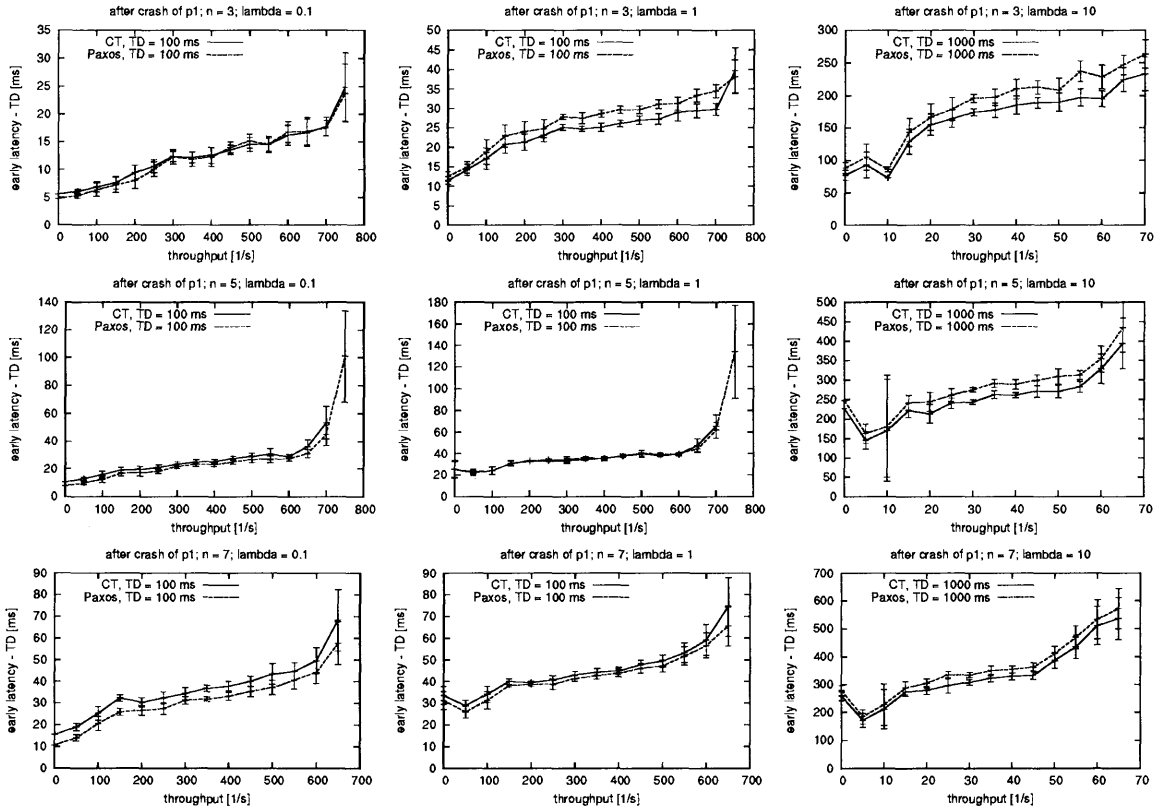 after crash of p1; n = 3; lambda = 0.1
early latency - TD [ms]
35
30
25
20
15
10
5
0
CT, TD = 100 ms
Paxos, TD = 100 ms
0 100 200 300 400 500 600 700 800
throughput [1/s]
after crash of p1; n = 3; lambda = 1
early latency - TD [ms]
50
45
40
35
30
25
20
15
10
5
0
CT, TD = 100 ms
Paxos, TD = 100 ms
0 100 200 300 400 500 600 700 800
throughput [1/s]
after crash of p1; n = 3; lambda = 10
early latency - TD [ms]
300
250
200
150
100
50
0
CT, TD = 1000 ms
Paxos, TD = 1000 ms
0 10 20 30 40 50 60 70
throughput [1/s]
after crash of p1; n = 5; lambda = 0.1
early latency - TD [ms]
140
120
100
80
60
40
20
0
CT, TD = 100 ms
Paxos, TD = 100 ms
0 100 200 300 400 500 600 700 800
throughput [1/s]
after crash of p1; n = 5; lambda = 1
early latency - TD [ms]
180
160
140
120
100
80
60
40
20
0
CT, TD = 100 ms
Paxos, TD = 100 ms
0 100 200 300 400 500 600 700 800
throughput [1/s]
after crash of p1; n = 5; lambda = 10
early latency - TD [ms]
500
450
400
350
300
250
200
150
100
50
0
CT, TD = 1000 ms
Paxos, TD = 1000 ms
0 10 20 30 40 50 60 70
throughput [1/s]
after crash of p1; n = 7; lambda = 0.1
early latency - TD [ms]
90
80
70
60
50
40
30
20
10
0
CT, TD = 100 ms
Paxos, TD = 100 ms
0 100 200 300 400 500 600 700
throughput [1/s]
after crash of p1; n = 7; lambda = 1
early latency - TD [ms]
90
80
70
60
50
40
30
20
10
0
CT, TD = 100 ms
Paxos, TD = 100 ms
0 100 200 300 400 500 600 700
throughput [1/s]
after crash of p1; n = 7; lambda = 10
early latency - TD [ms]
700
600
500
400
300
200
100
0
CT, TD = 1000 ms
Paxos, TD = 1000 ms
0 10 20 30 40 50 60 70
throughput [1/s]